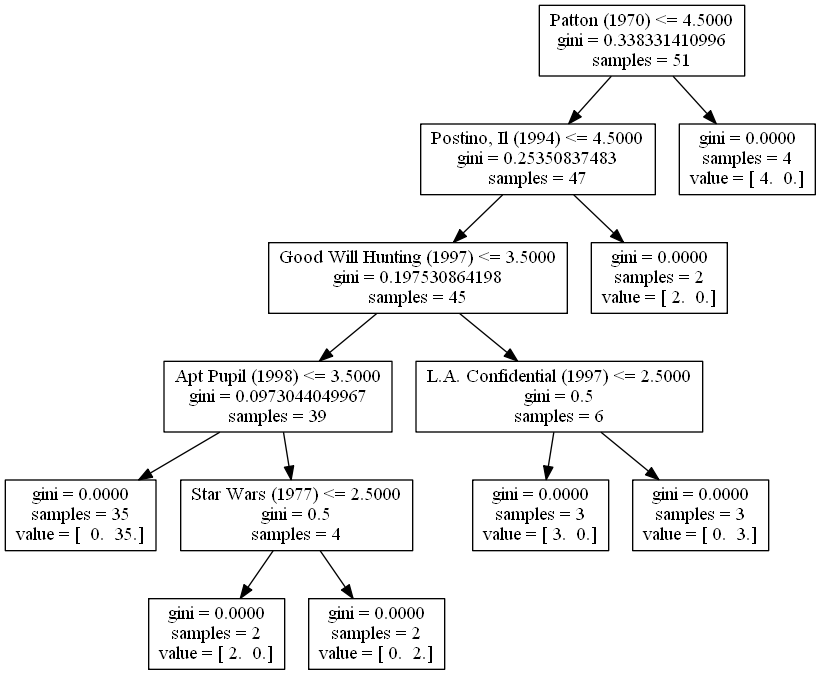 Patton (1970) <= 4.5000
gini = 0.338331410996
samples = 51
Postino, Il (1994) <= 4.5000
gini = 0.25350837483
samples = 47
gini = 0.0000
samples = 4
value = [ 4.  0.]
Good Will Hunting (1997) <= 3.5000
gini = 0.197530864198
samples = 45
gini = 0.0000
samples = 2
value = [ 2.  0.]
Apt Pupil (1998) <= 3.5000
gini = 0.0973044049967
samples = 39
L.A. Confidential (1997) <= 2.5000
gini = 0.5
samples = 6
gini = 0.0000
samples = 35
value = [  0.  35.]
Star Wars (1977) <= 2.5000
gini = 0.5
samples = 4
gini = 0.0000
samples = 3
value = [ 3.  0.]
gini = 0.0000
samples = 3
value = [ 0.  3.]
gini = 0.0000
samples = 2
value = [ 2.  0.]
gini = 0.0000
samples = 2
value = [ 0.  2.]